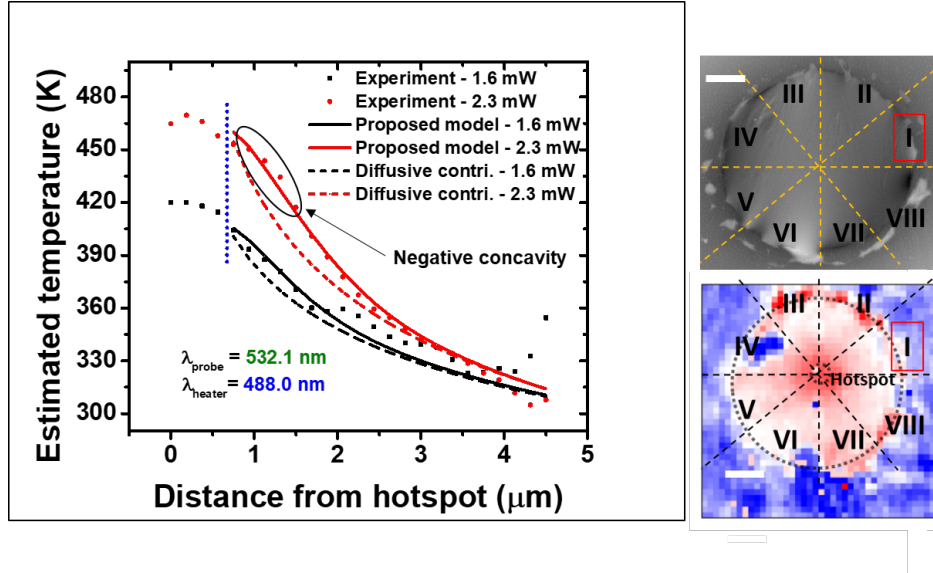 Experiment - 1.6 mW
Experiment - 2.3 mW
Proposed model - 1.6 mW
Proposed model - 2.3 mW
Diffusive contri. - 1.6 mW
Diffusive contri. - 2.3 mW
Negative concavity
λprobe = 532.1 nm
λheater = 488.0 nm
Estimated temperature (K)
480
450
420
390
360
330
300
0 1 2 3 4 5
Distance from hotspot (μm)
III II
IV I
V VIII
VI VII
III II
IV I
Hotspot
V VIII
VI VII